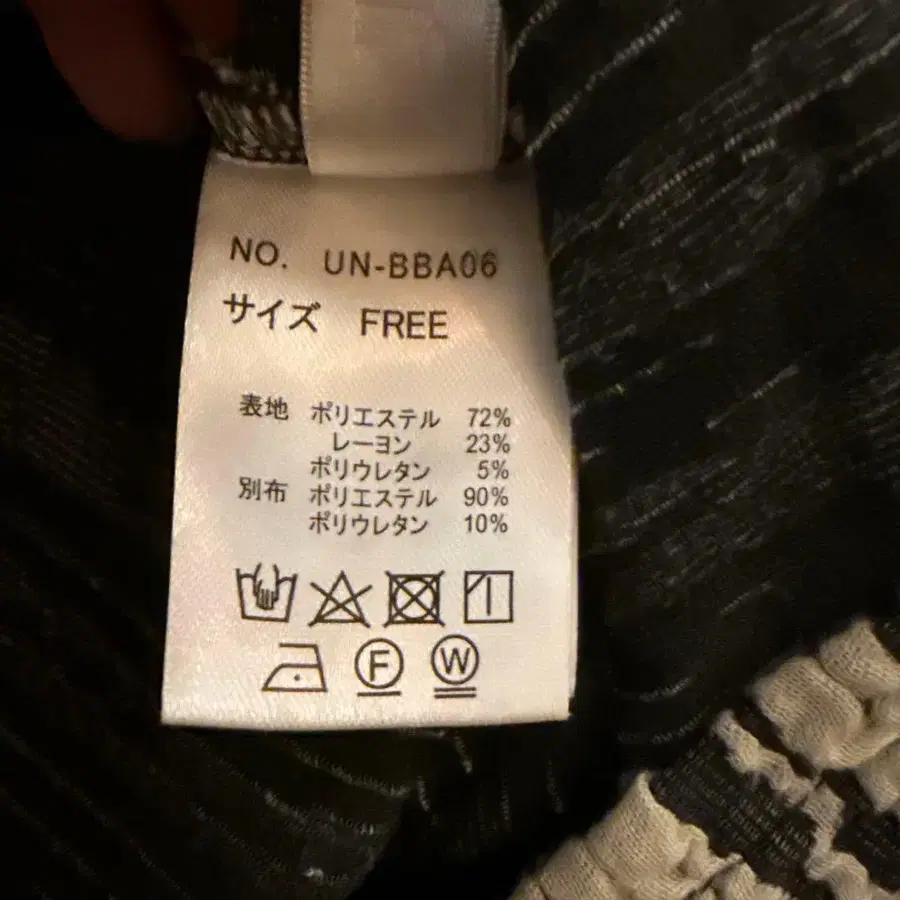 NO. UN-BBA06
サイズ FREE
表地 ポリエステル 72%
レーヨン 23%
ポリウレタン 5%
別布 ポリエステル 90%
ポリウレタン 10%
F W